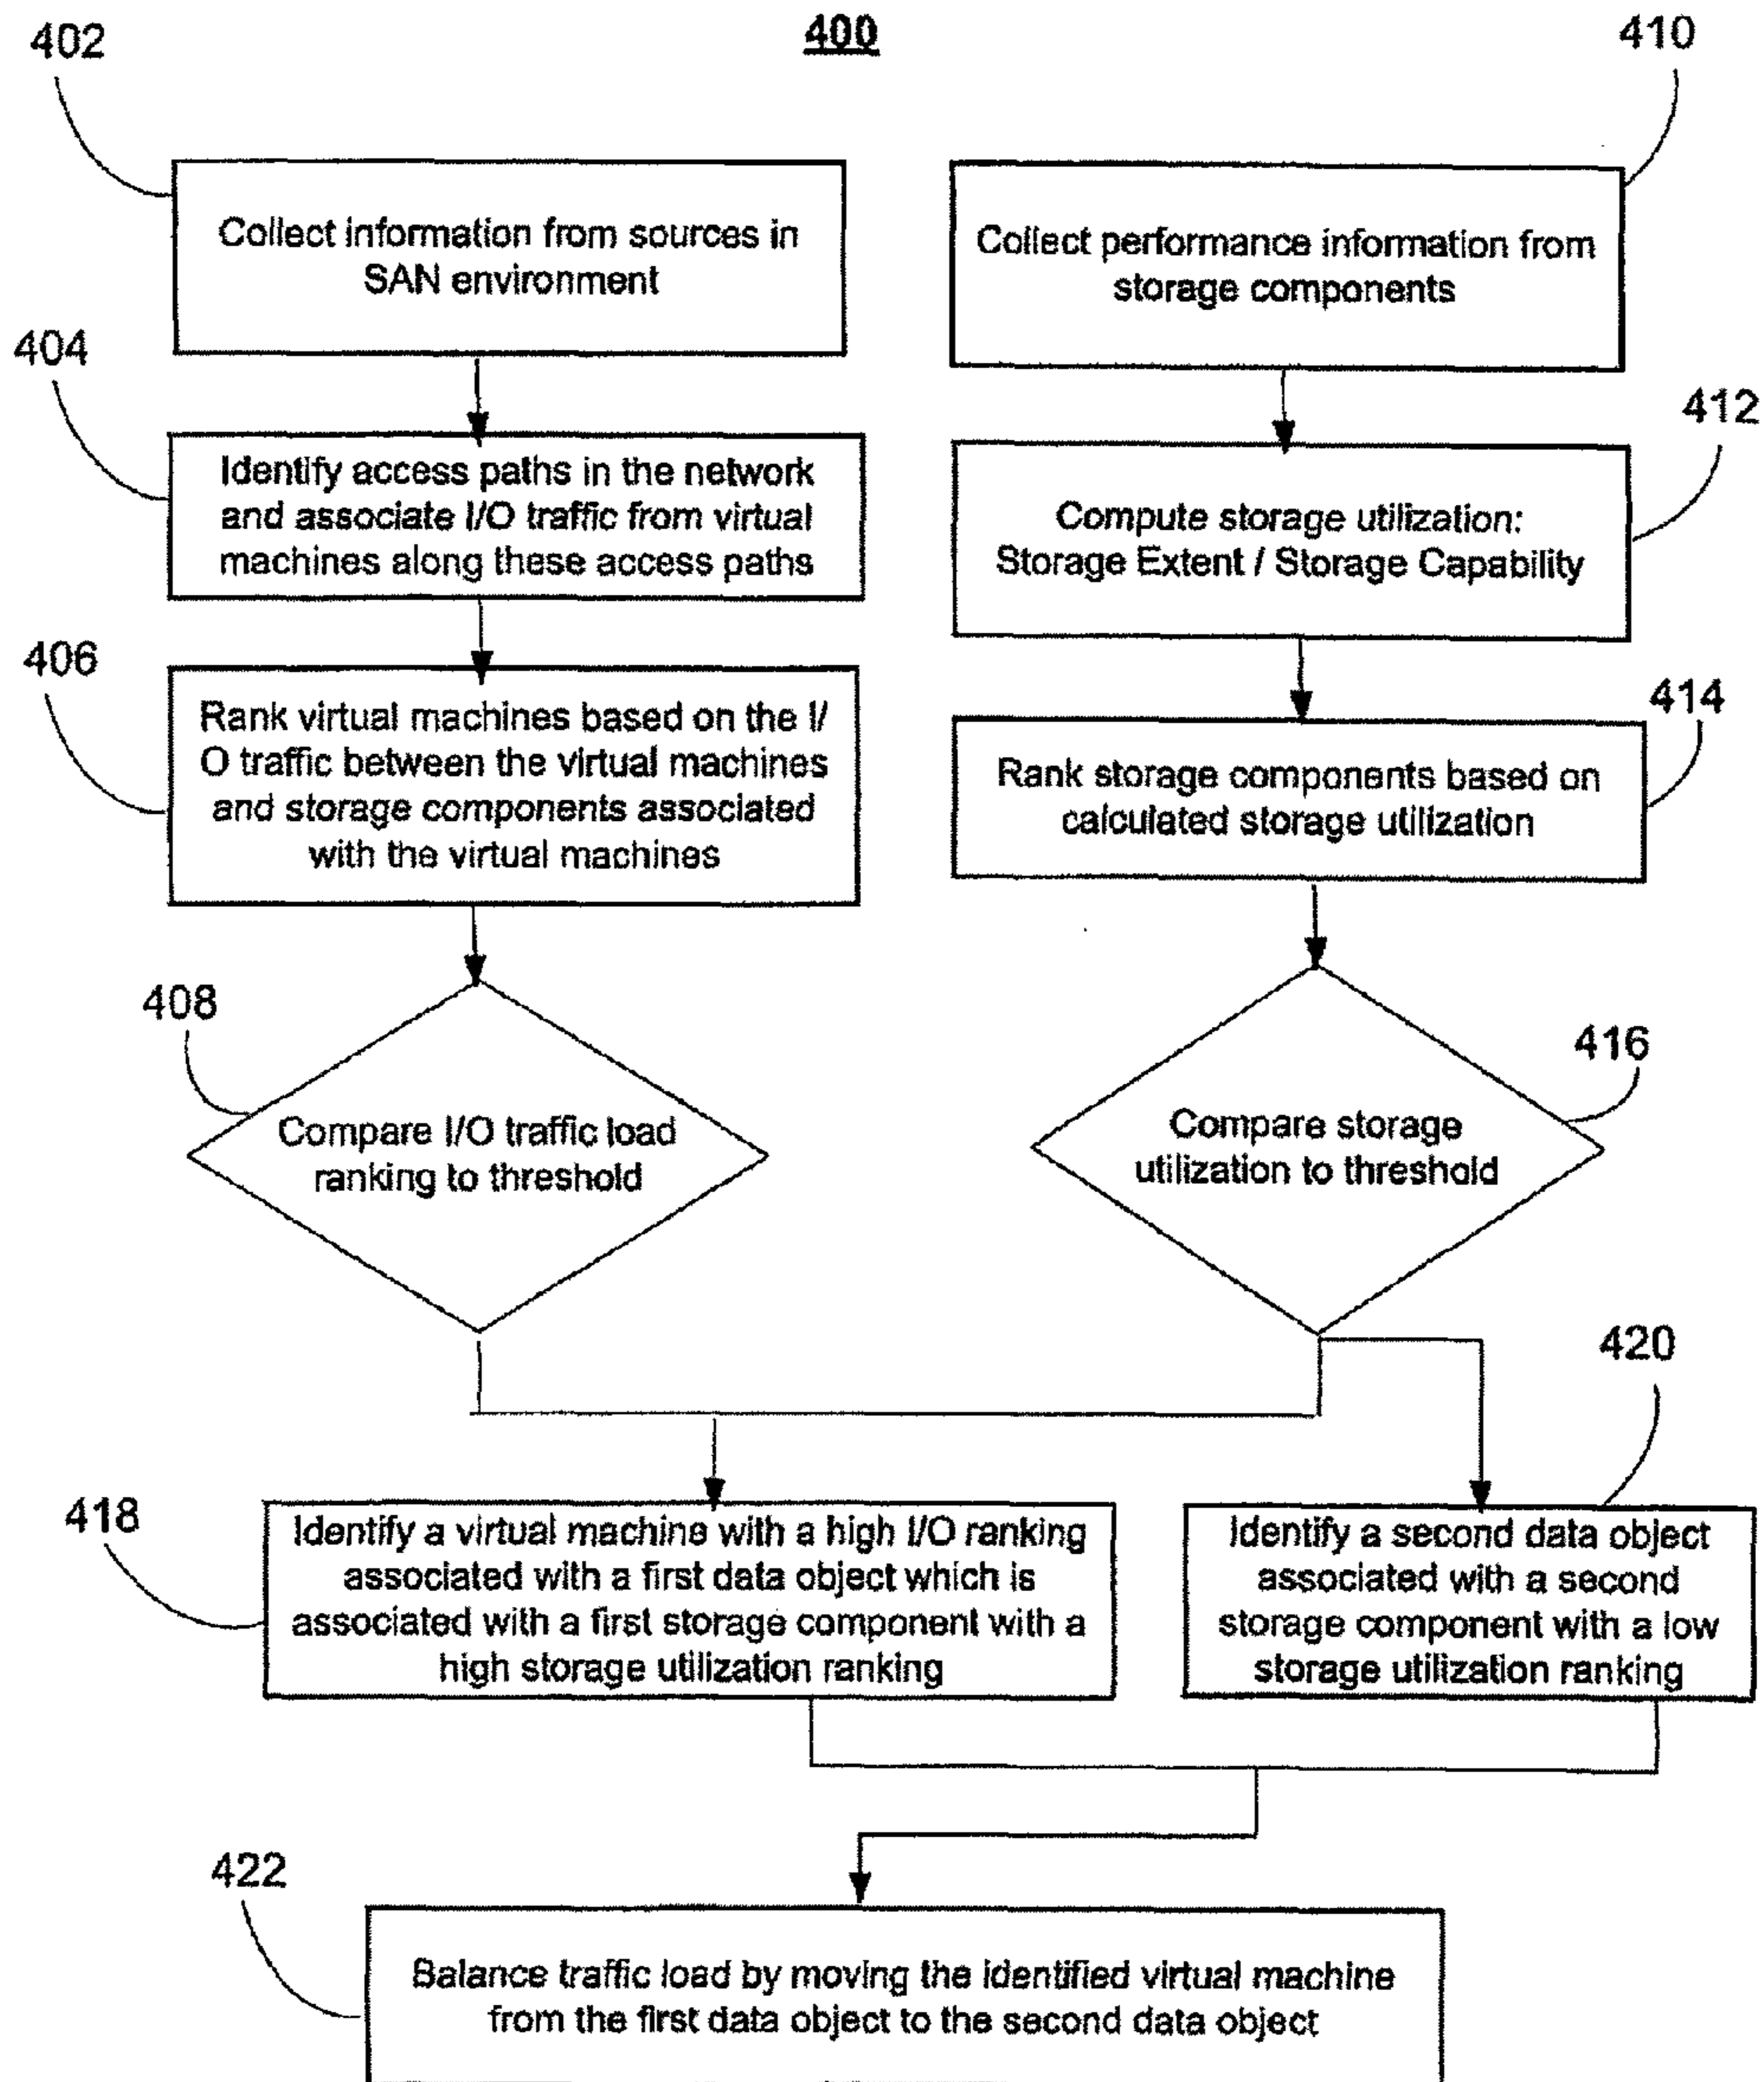 400
402
Collect information from sources in
SAN environment
404
Identify access paths in the network
and associate I/O traffic from virtual
machines along these access paths
406
Rank virtual machines based on the I/
O traffic between the virtual machines
and storage components associated
with the virtual machines
408
Compare I/O traffic load
ranking to threshold
410
Collect performance information from
storage components
412
Compute storage utilization:
Storage Extent / Storage Capability
414
Rank storage components based on
calculated storage utilization
416
Compare storage
utilization to threshold
418
Identify a virtual machine with a high I/O ranking
associated with a first data object which is
associated with a first storage component with a
high storage utilization ranking
420
Identify a second data object
associated with a second
storage component with a low
storage utilization ranking
422
Balance traffic load by moving the identified virtual machine
from the first data object to the second data object